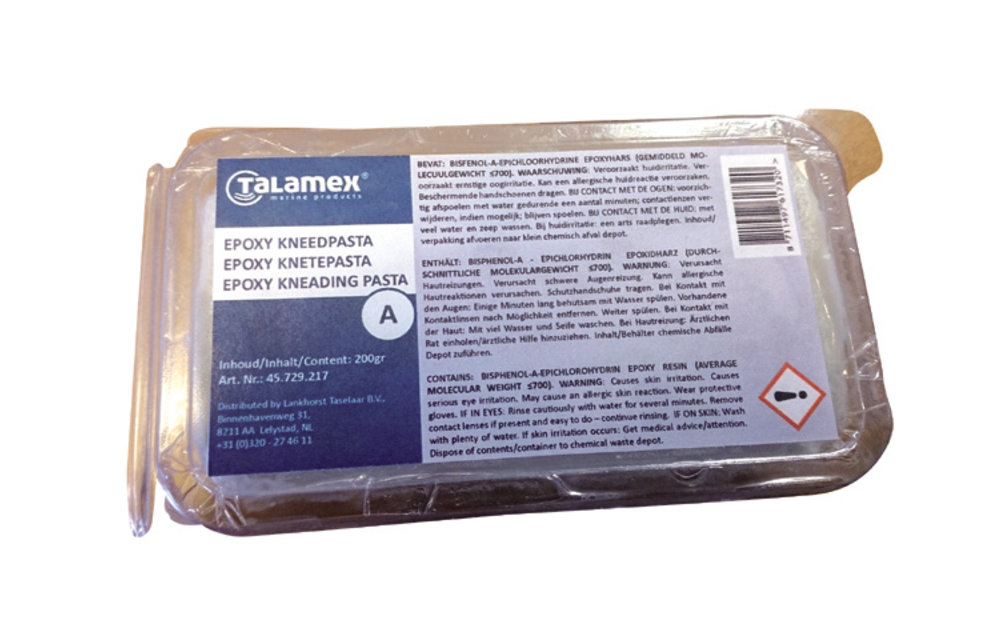 TALAMEX®
marine products
EPOXY KNEEDPASTA
EPOXY KNETEPASTA
EPOXY KNEADING PASTA
A
Inhoud/Inhalt/Content: 200gr
Art. Nr.: 45.729.217
Distributed by Lankhorst Taselaar B.V.,
Binnenhavenweg 31,
8211 AA Lelystad, NL
+31 (0)320 - 27 46 11
BEVAT: BISFENOL-A-EPICHLOORHYDRINE EPOXYHARS (GEMIDDELD MO-
LECUULGEWICHT ≤700). WAARSCHUWING: Veroorzaakt huidirritatie. Ver-
oorzaakt ernstige oogirritatie. Kan een allergische huidreactie veroorzaken.
Beschermende handschoenen dragen. BIJ CONTACT MET DE OGEN: voorzich-
tig afspoelen met water gedurende een aantal minuten; contactlenzen ver-
wijderen, indien mogelijk; blijven spoelen. BIJ CONTACT MET DE HUID: met
veel water en zeep wassen. Bij huidirritatie: een arts raadplegen. Inhoud/
verpakking afvoeren naar klein chemisch afval depot.
ENTHÄLT: BISPHENOL-A - EPICHLORHYDRIN EPOXIDHARZ (DURCH-
SCHNITTLICHE MOLEKULARGEWICHT ≤700). WARNUNG: Verursacht
Hautreizungen. Verursacht schwere Augenreizung. Kann allergische
Hautreaktionen verursachen. Schutzhandschuhe tragen. Bei Kontakt mit
den Augen: Einige Minuten lang behutsam mit Wasser spülen. Vorhandene
Kontaktlinsen nach Möglichkeit entfernen. Weiter spülen. Bei Kontakt mit
der Haut: Mit viel Wasser und Seife waschen. Bei Hautreizung: Ärztlichen
Rat einholen/ärztliche Hilfe hinzuziehen. Inhalt/Behälter chemische Abfälle
Depot zuführen.
CONTAINS: BISPHENOL-A-EPICHLOROHYDRIN EPOXY RESIN (AVERAGE
MOLECULAR WEIGHT ≤700). WARNING: Causes skin irritation. Causes
serious eye irritation. May cause an allergic skin reaction. Wear protective
gloves. IF IN EYES: Rinse cautiously with water for several minutes. Remove
contact lenses if present and easy to do – continue rinsing. IF ON SKIN: Wash
with plenty of water. If skin irritation occurs: Get medical advice/attention.
Dispose of contents/container to chemical waste depot.
A